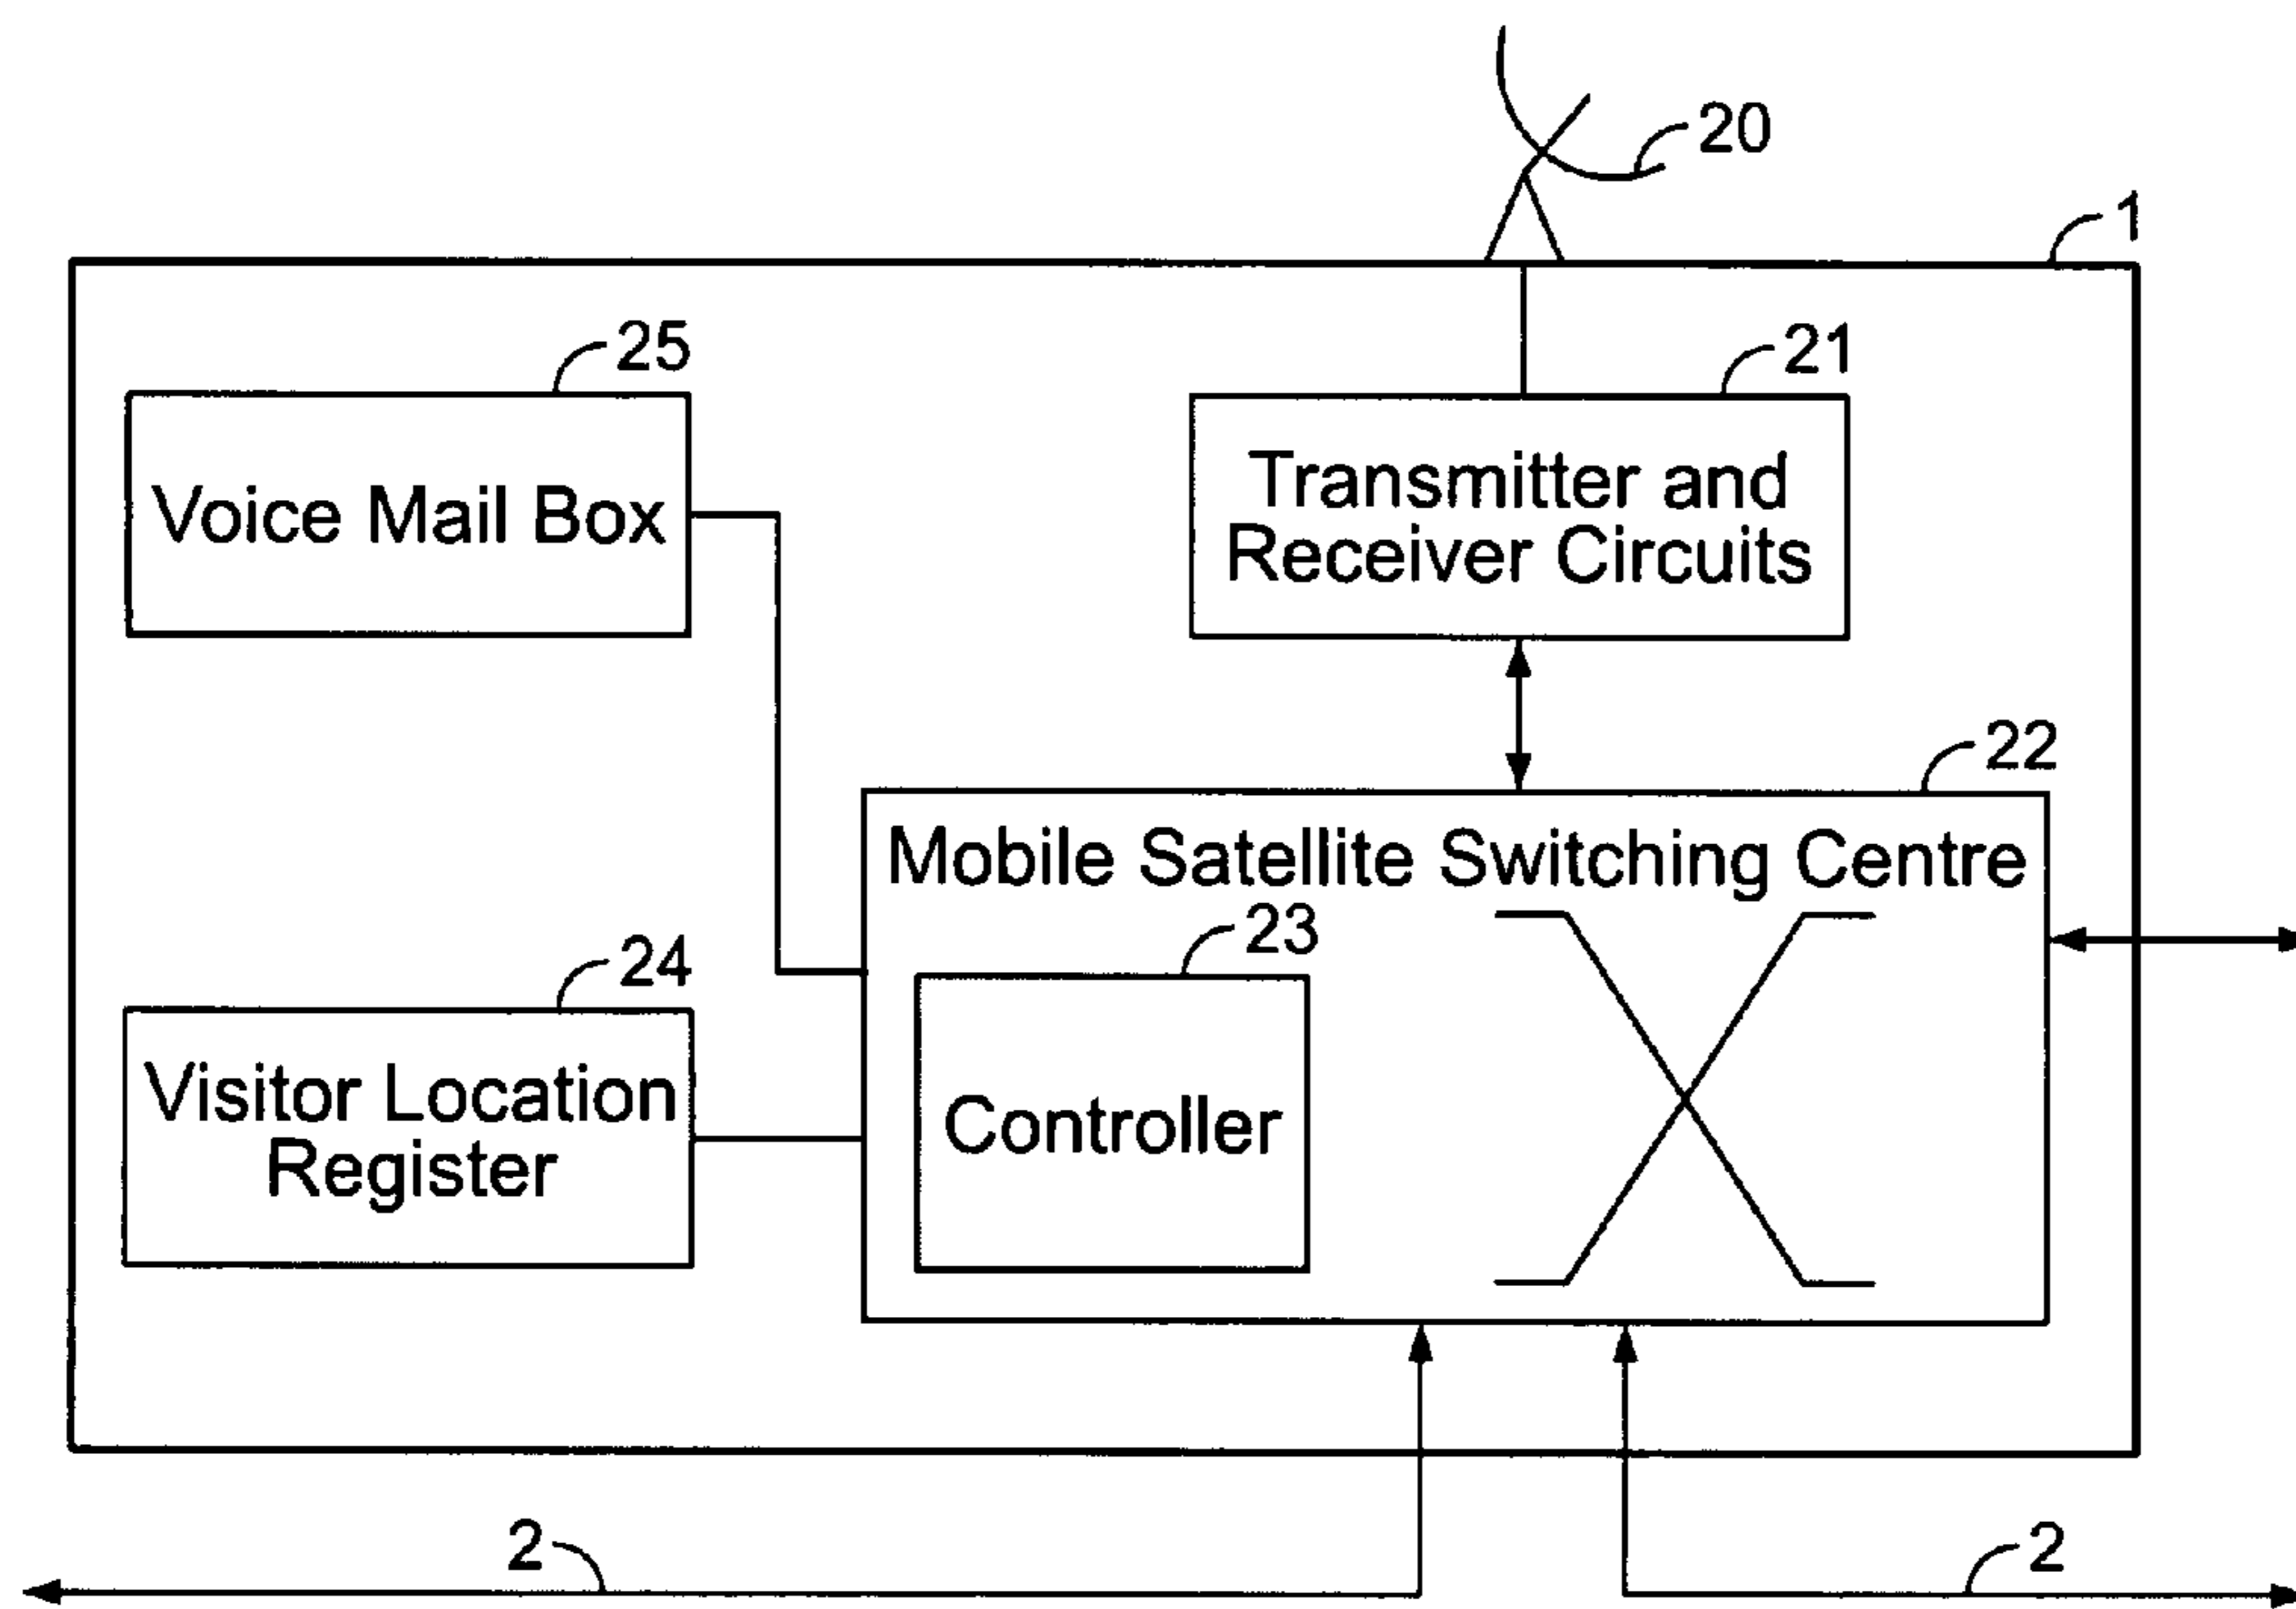 20
1
25
21
Voice Mail Box
Transmitter and
Receiver Circuits
22
Mobile Satellite Switching Centre
23
24
Visitor Location
Register
Controller
2
2